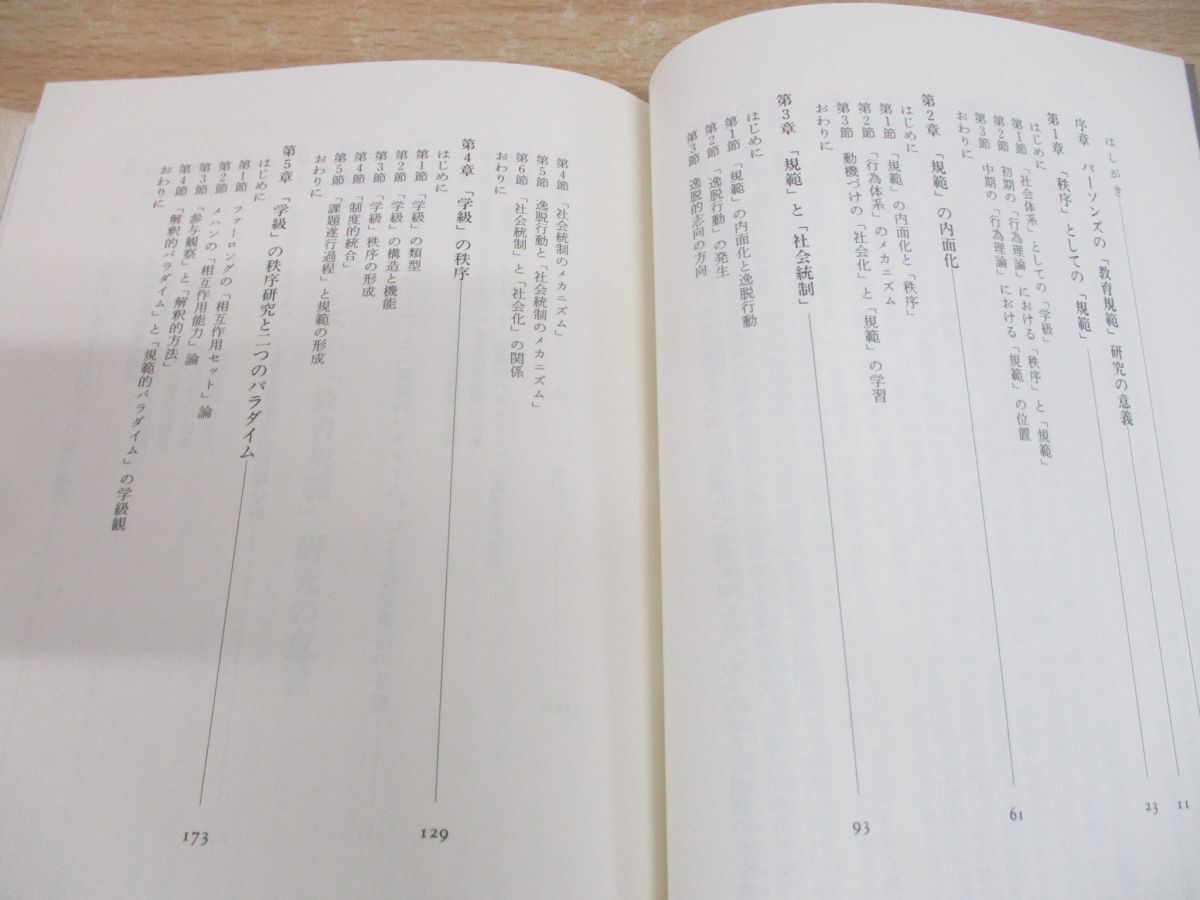 はしがき
序章 パーソンズの「教育規範」研究の意義 11
第1章 「秩序」としての「規範」 23
はじめに
第1節 「社会体系」としての「学級」
第2節 初期の「行為理論」における「秩序」と「規範」
第3節 中期の「行為理論」における「規範」の位置
おわりに
第2章 「規範」の内面化 61
はじめに
第1節 「規範」の内面化と「秩序」
第2節 「行為体系」のメカニズム
第3節 動機づけの「社会化」と「規範」の学習
おわりに
第3章 「規範」と「社会統制」 93
はじめに
第1節 「規範」の内面化と逸脱行動
第2節 「逸脱行動」の発生
第3節 逸脱的志向の方向
第4節 「社会統制のメカニズム」
第5節 逸脱行動と「社会統制のメカニズム」
第6節 「社会統制」と「社会化」の関係
おわりに
第4章 「学級」の秩序 129
はじめに
第1節 「学級」の類型
第2節 「学級」の構造と機能
第3節 「学級」秩序の形成
第4節 「制度的統合」
第5節 「課題遂行過程」と規範の形成
おわりに
第5章 「学級」の秩序研究と二つのパラダイム 173
はじめに
第1節 ファーロングの「相互作用セット」論
第2節 メハンの「相互作用能力」論
第3節 「参与観察」と「解釈的方法」
第4節 「解釈的パラダイム」と「規範的パラダイム」の学級観
おわりに